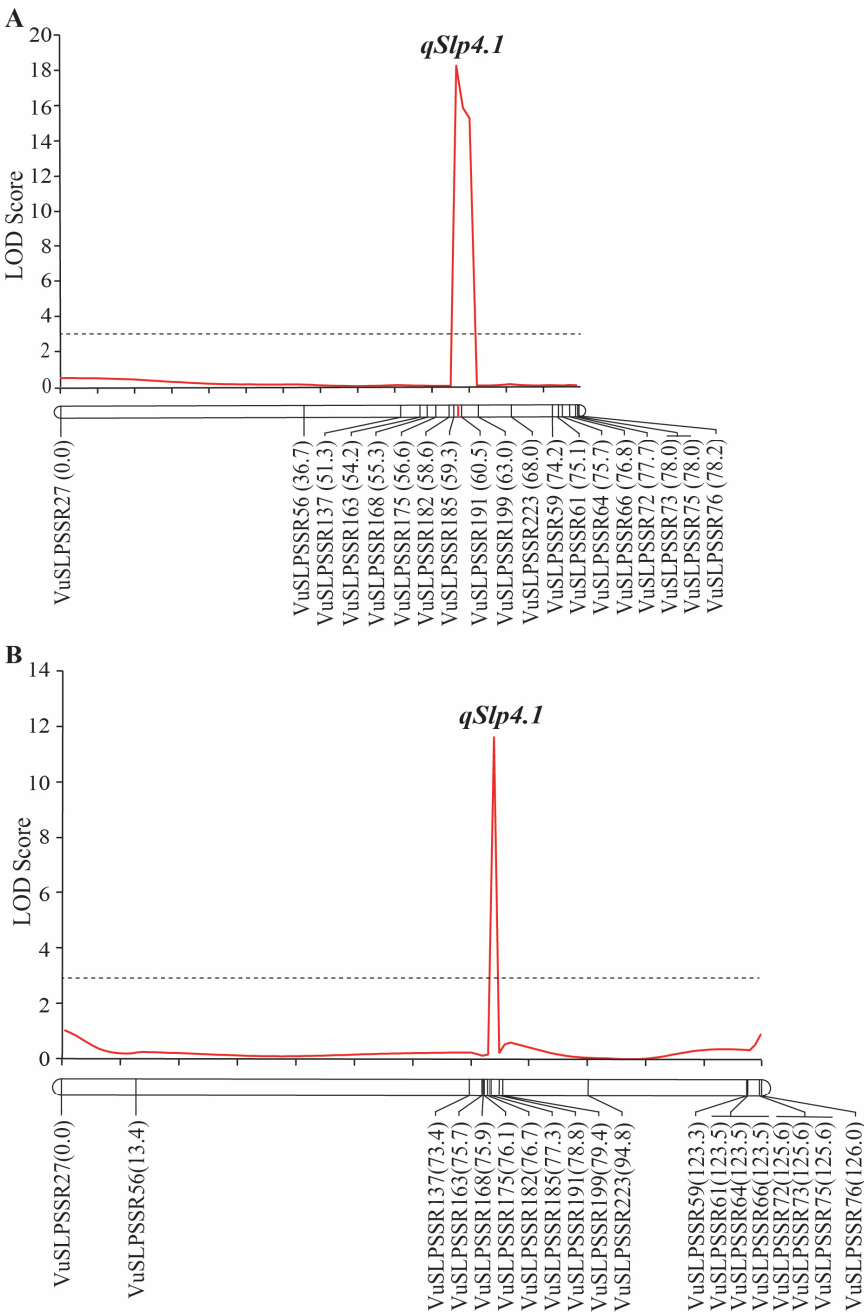 A
qSlp4.1
LOD Score
20
18
16
14
12
10
8
6
4
2
0
VuSLPSSR27 (0.0)
VuSLPSSR56 (36.7)
VuSLPSSR137 (51.3)
VuSLPSSR163 (54.2)
VuSLPSSR168 (55.3)
VuSLPSSR175 (56.6)
VuSLPSSR182 (58.6)
VuSLPSSR185 (59.3)
VuSLPSSR191 (60.5)
VuSLPSSR199 (63.0)
VuSLPSSR223 (68.0)
VuSLPSSR59 (74.2)
VuSLPSSR61 (75.1)
VuSLPSSR64 (75.7)
VuSLPSSR66 (76.8)
VuSLPSSR72 (77.7)
VuSLPSSR73 (78.0)
VuSLPSSR75 (78.0)
VuSLPSSR76 (78.2)
B
qSlp4.1
LOD Score
14
12
10
8
6
4
2
0
VuSLPSSR27(0.0)
VuSLPSSR56(13.4)
VuSLPSSR137(73.4)
VuSLPSSR163(75.7)
VuSLPSSR168(75.9)
VuSLPSSR175(76.1)
VuSLPSSR182(76.7)
VuSLPSSR185(77.3)
VuSLPSSR191(78.8)
VuSLPSSR199(79.4)
VuSLPSSR223(94.8)
VuSLPSSR59(123.3)
VuSLPSSR61(123.5)
VuSLPSSR64(123.5)
VuSLPSSR66(123.5)
VuSLPSSR72(125.6)
VuSLPSSR73(125.6)
VuSLPSSR75(125.6)
VuSLPSSR76(126.0)